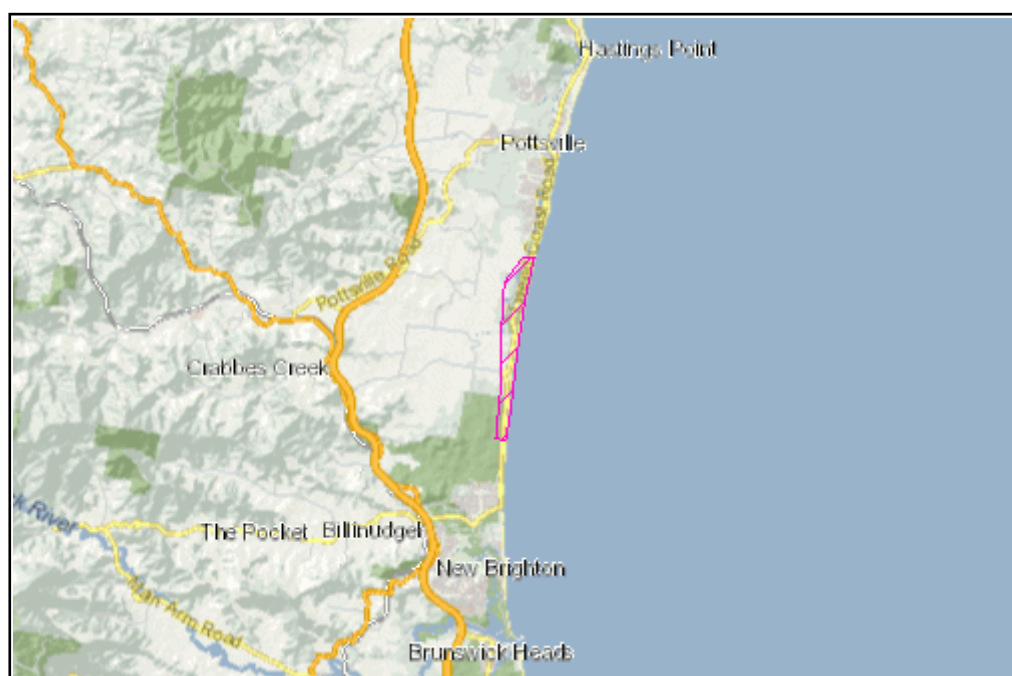 Hastings Point
Pottsville
Coast Road
Pottsville Road
Crabbes Creek
River
The Pocket
Billinudgel
New Brighton
Main Arm Road
Brunswick Heads